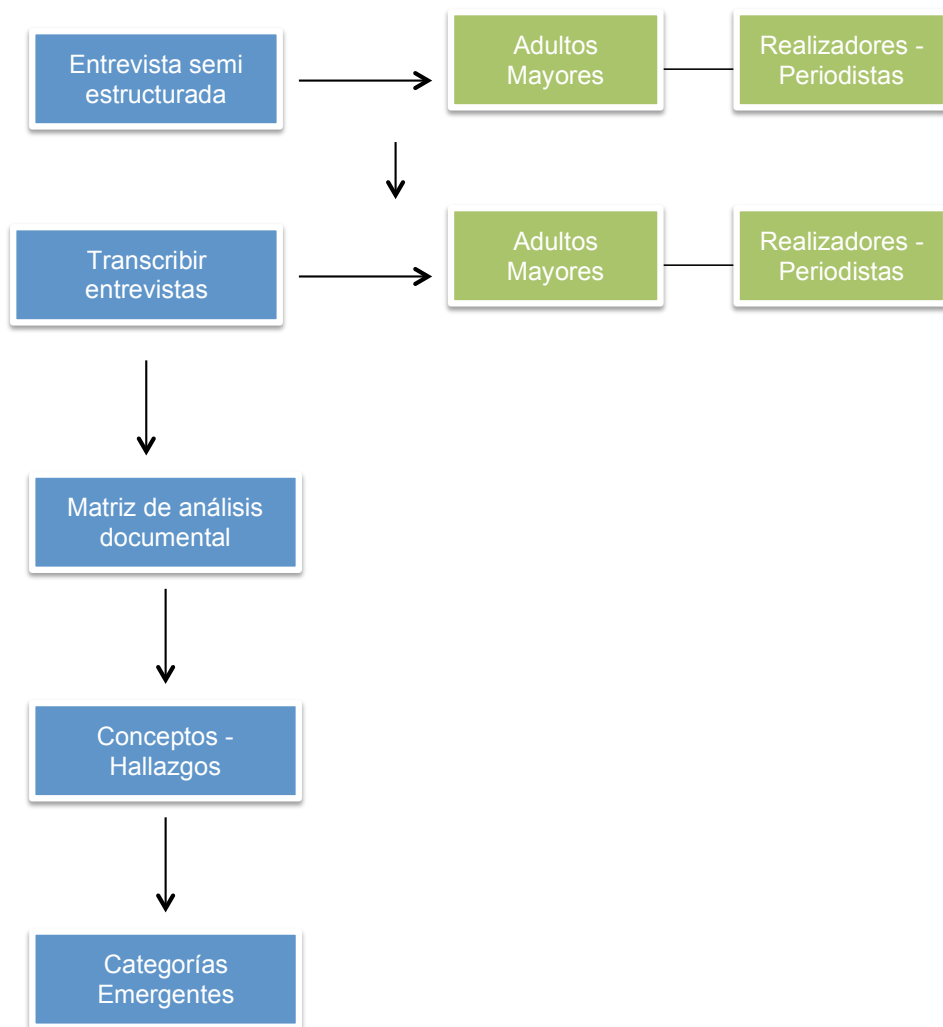 Entrevista semi
estructurada
Adultos
Mayores
Realizadores -
Periodistas
Transcribir
entrevistas
Adultos
Mayores
Realizadores -
Periodistas
Matriz de análisis
documental
Conceptos -
Hallazgos
Categorías
Emergentes